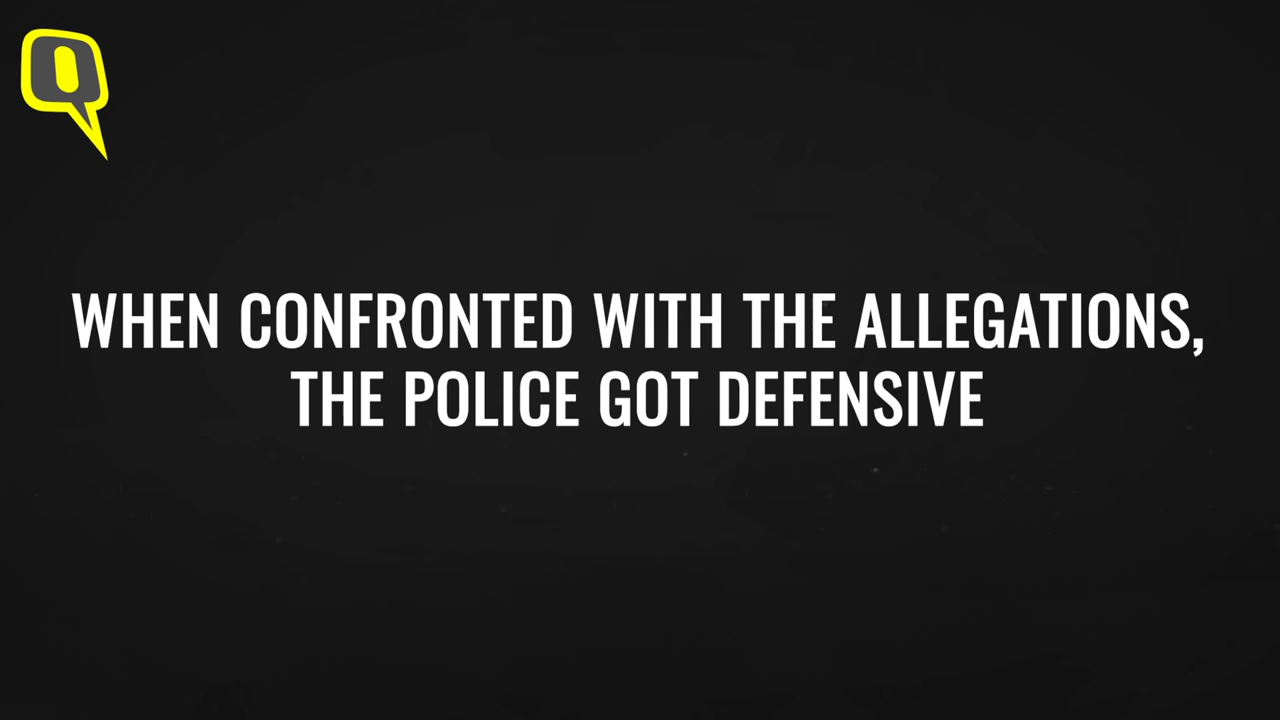 WHEN CONFRONTED WITH THE ALLEGATIONS,
THE POLICE GOT DEFENSIVE